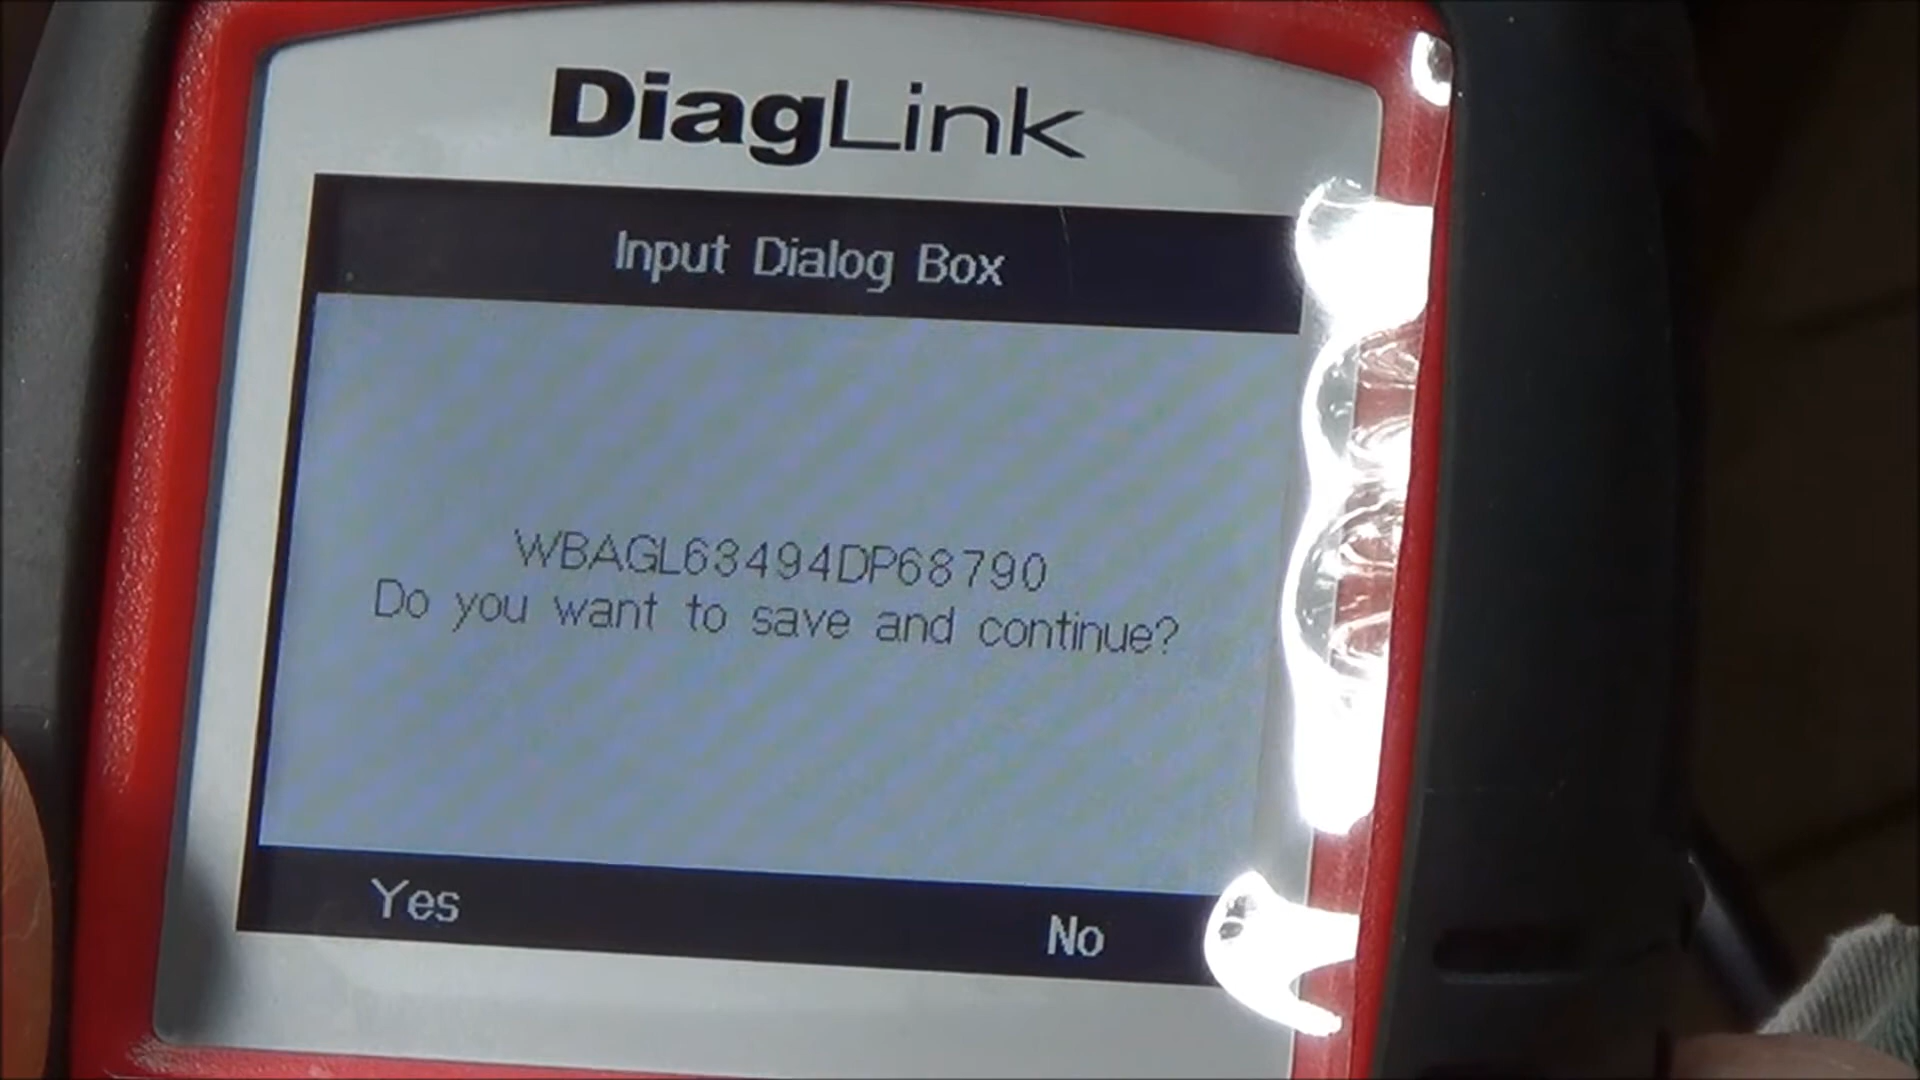 DiagLink
Input Dialog Box
WBAGL63494DP68790
Do you want to save and continue?
Yes
No